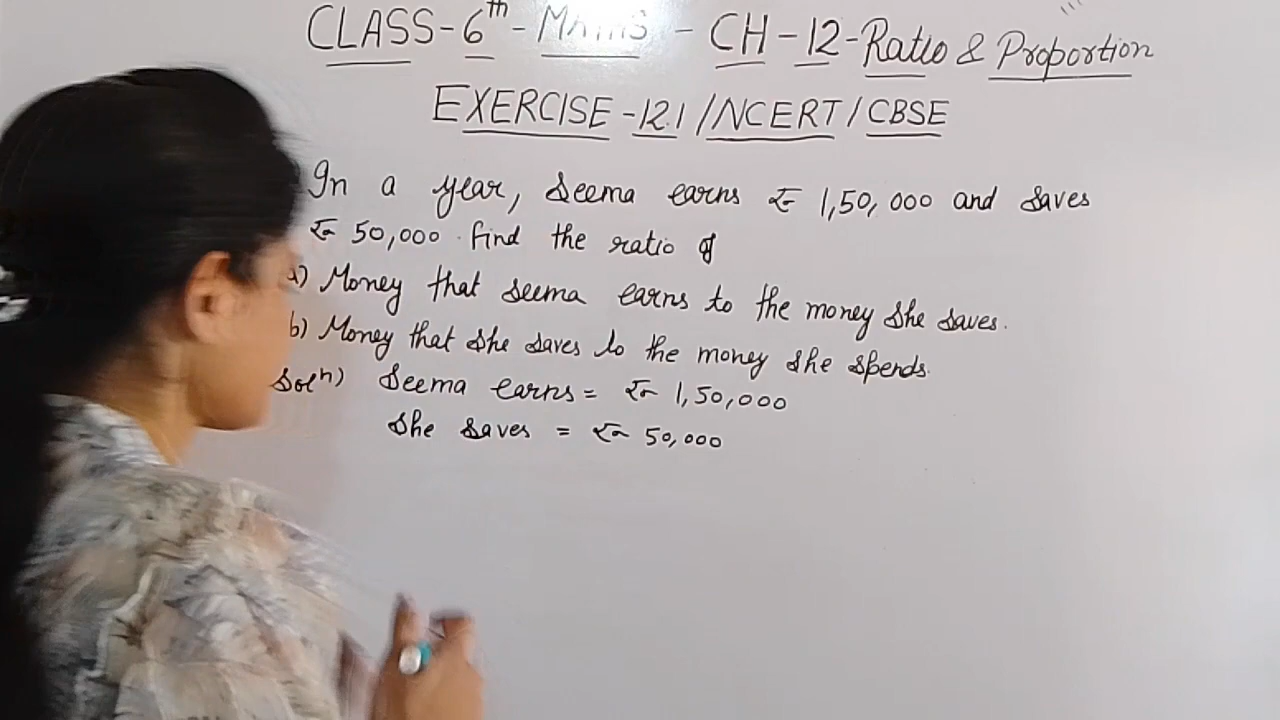 CLASS-6th-MATHS - CH-12-Ratio & Proportion
EXERCISE-12.1/NCERT/CBSE
In a year, Seema earns ₹ 1,50,000 and saves
₹ 50,000. Find the ratio of
a) Money that Seema earns to the money she saves.
b) Money that she saves to the money she spends.
Soln) Seema earns = ₹ 1,50,000
She saves = ₹ 50,000